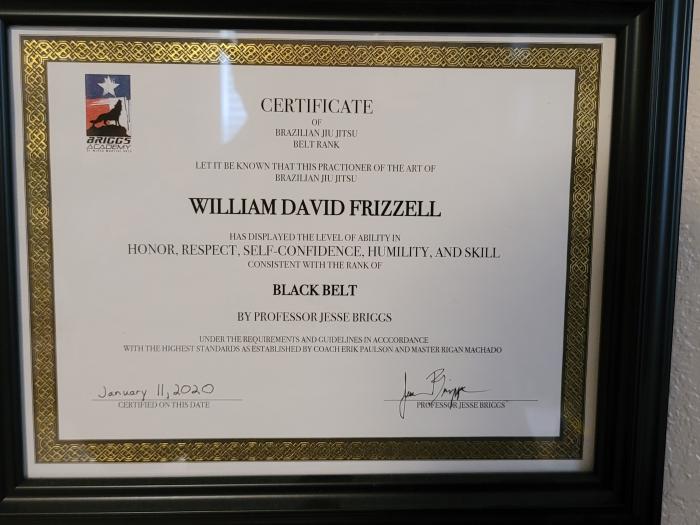 BRIGGS
ACADEMY
CERTIFICATE
OF
BRAZILIAN JIU JITSU
BELT RANK
LET IT BE KNOWN THAT THIS PRACTIONER OF THE ART OF
BRAZILIAN JIU JITSU
WILLIAM DAVID FRIZZELL
HAS DISPLAYED THE LEVEL OF ABILITY IN
HONOR, RESPECT, SELF-CONFIDENCE, HUMILITY, AND SKILL
CONSISTENT WITH THE RANK OF
BLACK BELT
BY PROFESSOR JESSE BRIGGS
UNDER THE REQUIREMENTS AND GUIDELINES IN ACCCORDANCE
WITH THE HIGHEST STANDARDS AS ESTABLISHED BY COACH ERIK PAULSON AND MASTER RIGAN MACHADO
January 11, 2020
CERTIFIED ON THIS DATE
PROFESSOR JESSE BRIGGS